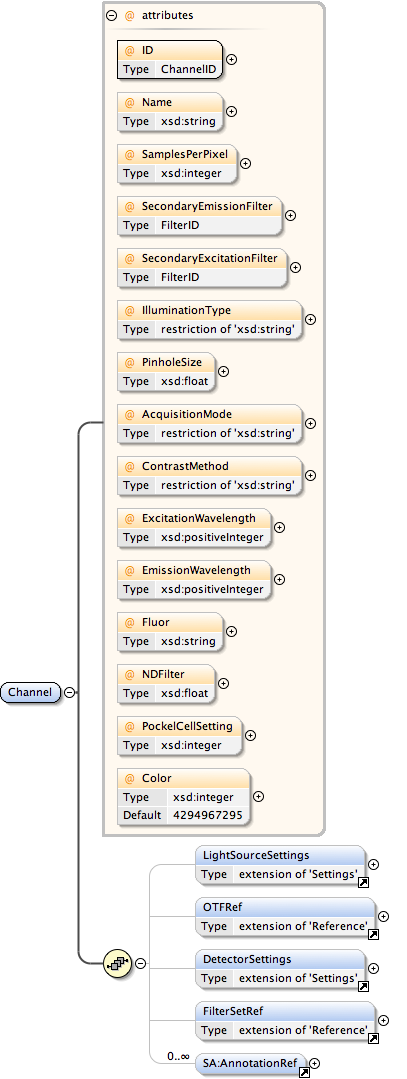 @ attributes
@ ID
Type ChannelID
@ Name
Type xsd:string
@ SamplesPerPixel
Type xsd:integer
@ SecondaryEmissionFilter
Type FilterID
@ SecondaryExcitationFilter
Type FilterID
@ IlluminationType
Type restriction of 'xsd:string'
@ PinholeSize
Type xsd:float
@ AcquisitionMode
Type restriction of 'xsd:string'
@ ContrastMethod
Type restriction of 'xsd:string'
@ ExcitationWavelength
Type xsd:positiveInteger
@ EmissionWavelength
Type xsd:positiveInteger
@ Fluor
Type xsd:string
@ NDFilter
Type xsd:float
@ PockelCellSetting
Type xsd:integer
@ Color
Type xsd:integer
Default 4294967295
Channel
LightSourceSettings
Type extension of 'Settings'
OTFRef
Type extension of 'Reference'
DetectorSettings
Type extension of 'Settings'
FilterSetRef
Type extension of 'Reference'
0..∞
SA:AnnotationRef